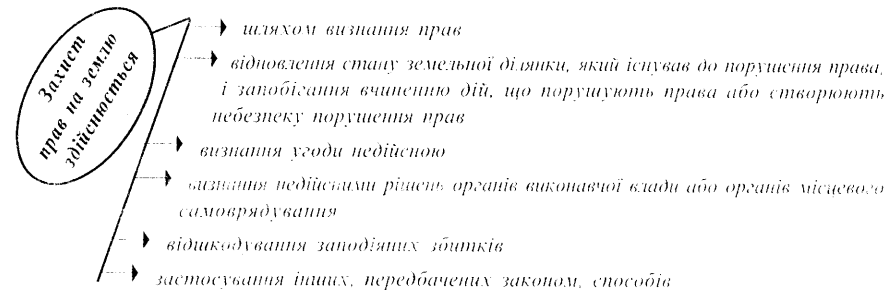 Захист
прав на землю
здійснюється
шляхом визнання прав
відновлення стану земельної ділянки, який існував до порушення права,
і запобігання вчиненню дій, що порушують права або створюють
небезпеку порушення прав
визнання угоди недійсною
визнання недійсними рішень органів виконавчої влади або органів місцевого
самоврядування
відшкодування заподіяних збитків
застосування інших, передбачених законом, способів